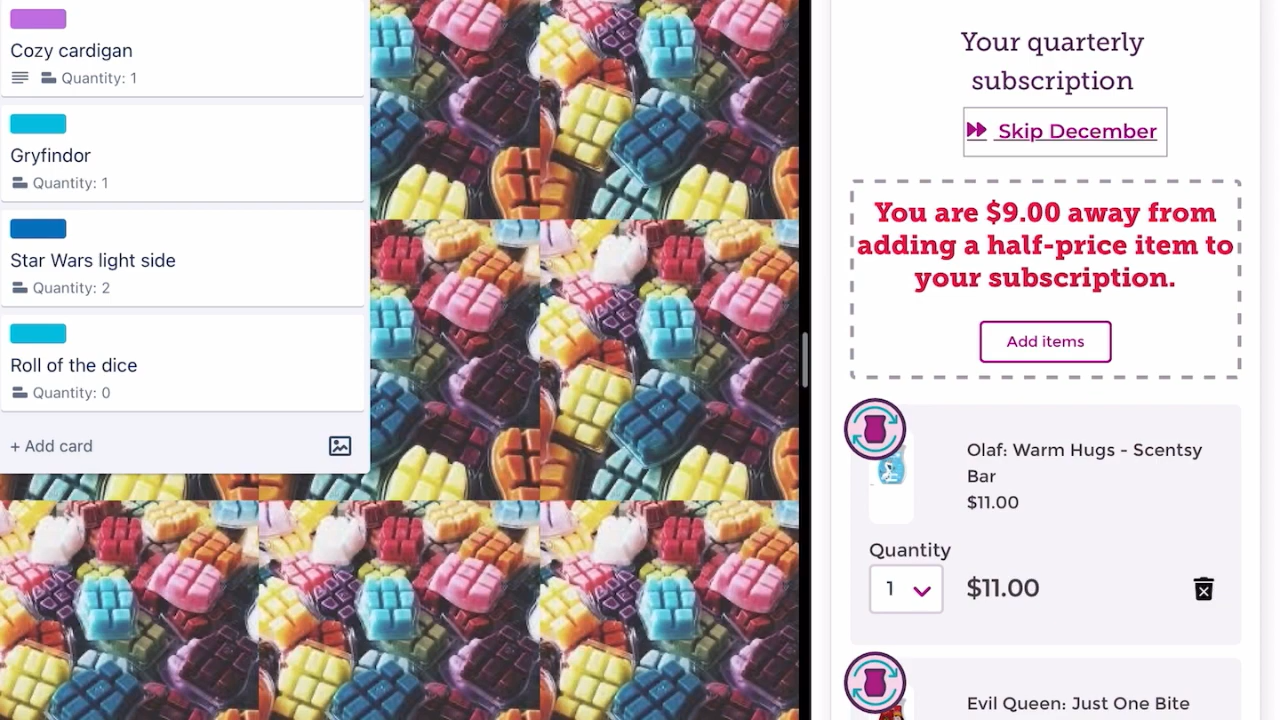 Cozy cardigan
Quantity: 1
Gryfindor
Quantity: 1
Star Wars light side
Quantity: 2
Roll of the dice
Quantity: 0
+ Add card
Your quarterly
subscription
Skip December
You are $9.00 away from
adding a half-price item to
your subscription.
Add items
Olaf: Warm Hugs - Scentsy
Bar
$11.00
Quantity
1
$11.00
Evil Queen: Just One Bite